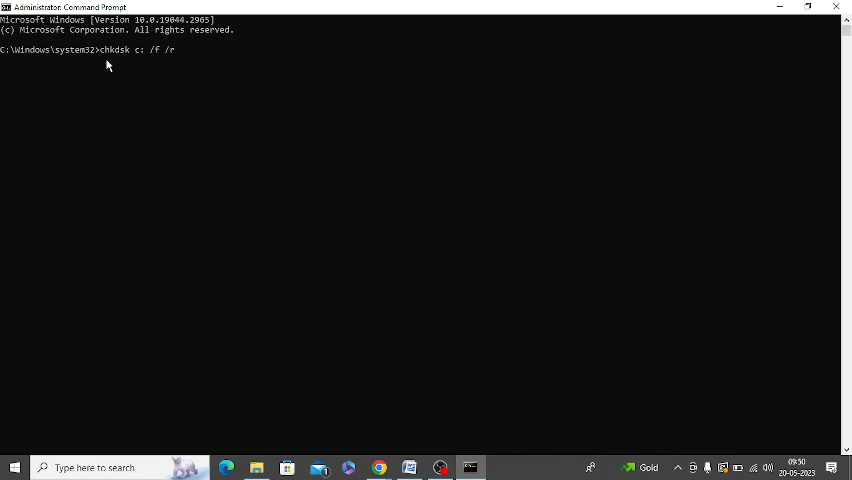 Administrator: Command Prompt
Microsoft Windows [Version 10.0.19044.2965]
(c) Microsoft Corporation. All rights reserved.
C:\Windows\system32>chkdsk c: /f /r
Type here to search
1
Gold
09:50
20-05-2023